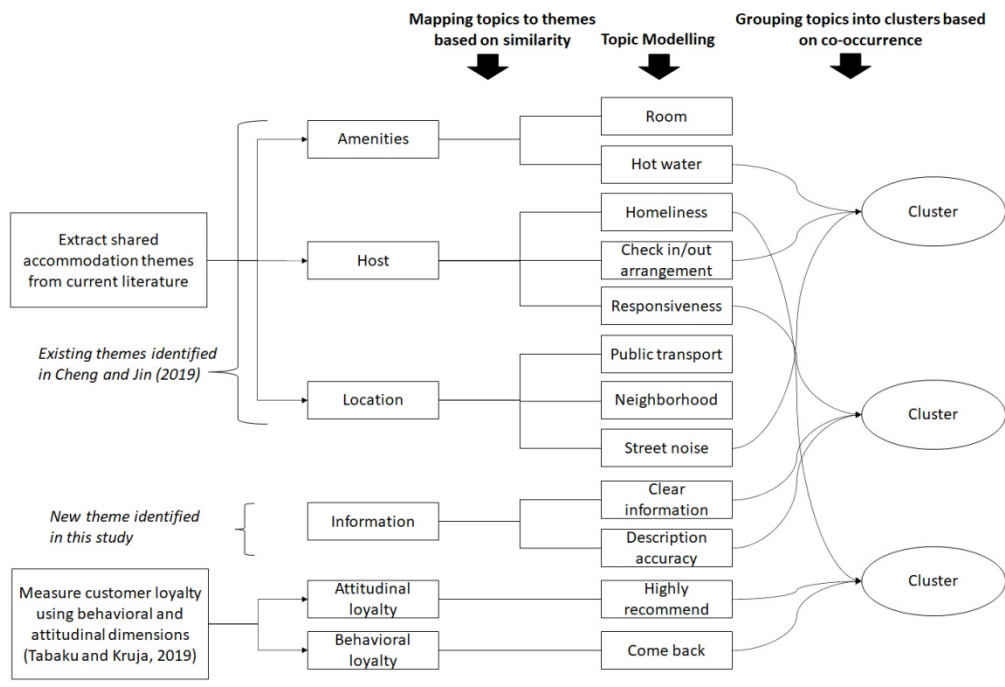 Mapping topics to themes
based on similarity
Topic Modelling
Grouping topics into clusters based
on co-occurrence
Room
Amenities
Hot water
Homeliness
Cluster
Extract shared
accommodation themes
from current literature
Host
Check in/out
arrangement
Responsiveness
Existing themes identified
in Cheng and Jin (2019)
Public transport
Location
Neighborhood
Cluster
Street noise
New theme identified
in this study
Information
Clear
information
Description
accuracy
Cluster
Measure customer loyalty
using behavioral and
attitudinal dimensions
(Tabaku and Kruja, 2019)
Attitudinal
loyalty
Highly
recommend
Behavioral
loyalty
Come back